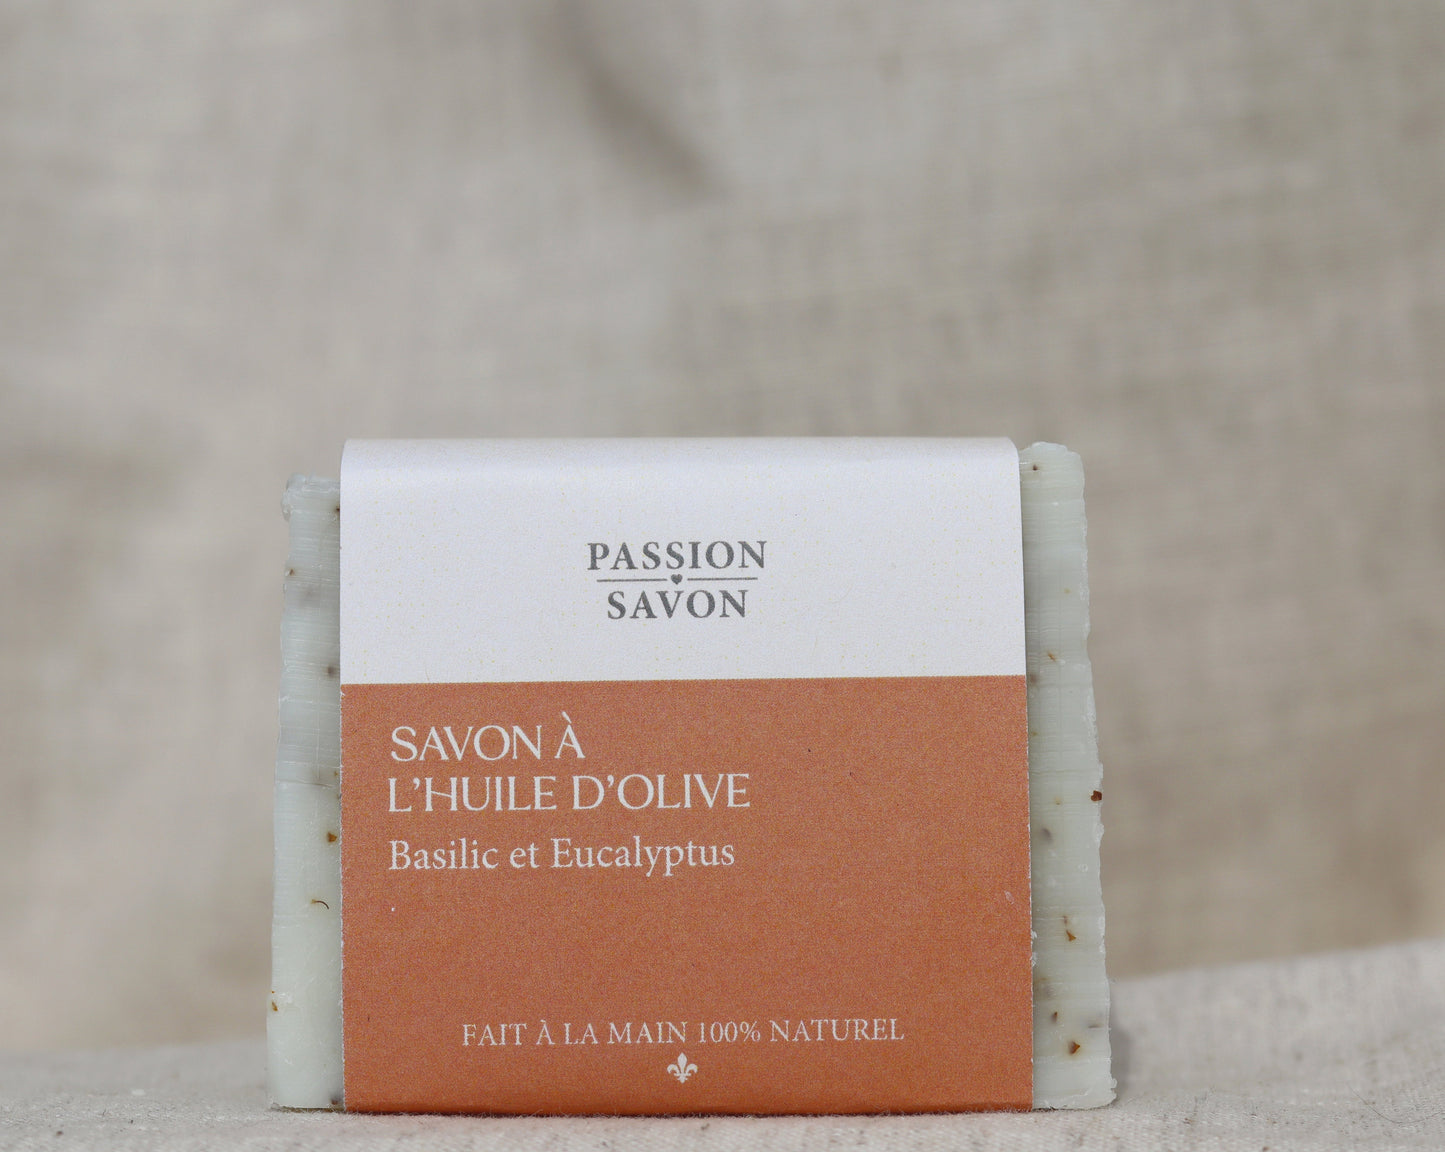 PASSION
SAVON
SAVON À
L'HUILE D'OLIVE
Basilic et Eucalyptus
FAIT À LA MAIN 100% NATUREL